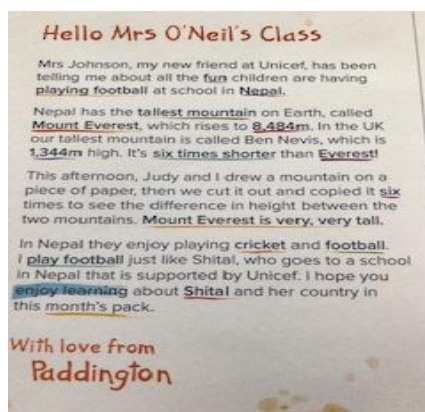 Hello Mrs O'Neil's Class
Mrs Johnson, my new friend at Unicef, has been
telling me about all the fun children are having
playing football at school in Nepal.
Nepal has the tallest mountain on Earth, called
Mount Everest, which rises to 8,484m. In the UK
our tallest mountain is called Ben Nevis, which is
1,344m high. It's six times shorter than Everest!
This afternoon, Judy and I drew a mountain on a
piece of paper, then we cut it out and copied it six
times to see the difference in height between the
two mountains. Mount Everest is very, very tall.
In Nepal they enjoy playing cricket and football.
I play football just like Shital, who goes to a school
in Nepal that is supported by Unicef. I hope you
enjoy learning about Shital and her country in
this month's pack.
With love from
Paddington